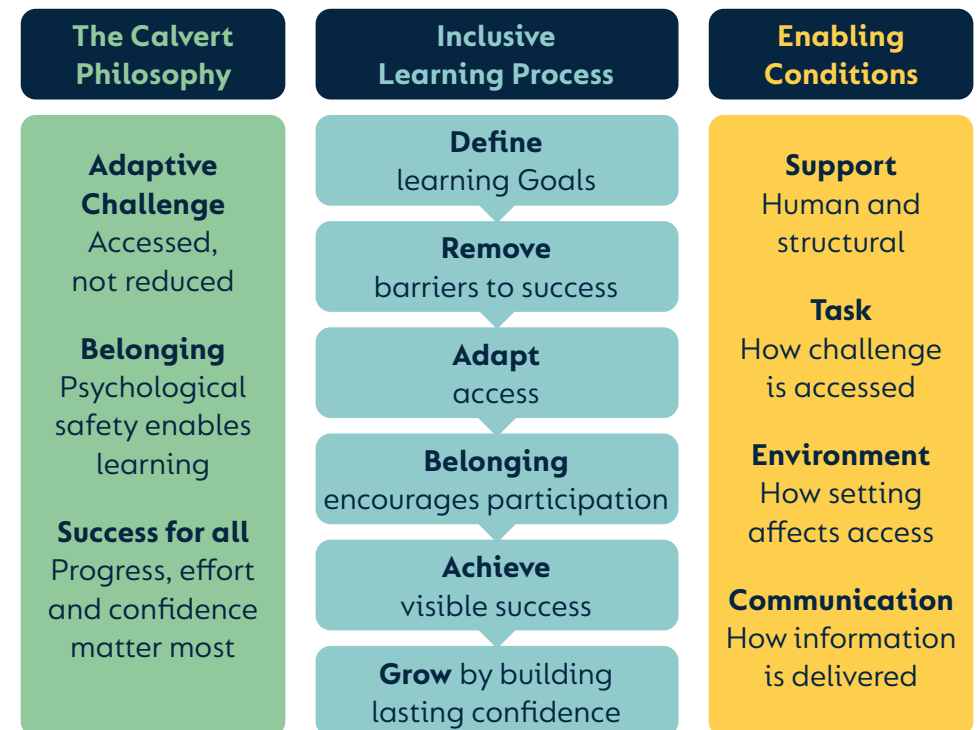 The Calvert
Philosophy
Adaptive
Challenge
Accessed,
not reduced
Belonging
Psychological
safety enables
learning
Success for all
Progress, effort
and confidence
matter most
Inclusive
Learning Process
Define
learning Goals
Remove
barriers to success
Adapt
access
Belonging
encourages participation
Achieve
visible success
Grow by building
lasting confidence
Enabling
Conditions
Support
Human and
structural
Task
How challenge
is accessed
Environment
How setting
affects access
Communication
How information
is delivered